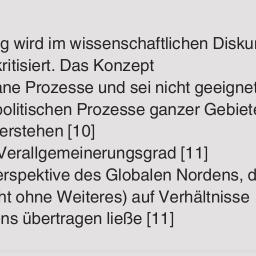 g wird im wissenschaftlichen Disku
kritisiert. Das Konzept
ane Prozesse und sei nicht geeignet
politischen Prozesse ganzer Gebiete
erstehen [10]
Verallgemeinerungsgrad [11]
erspektive des Globalen Nordens, d
ht ohne Weiteres) auf Verhältnisse
ns übertragen ließe [11]